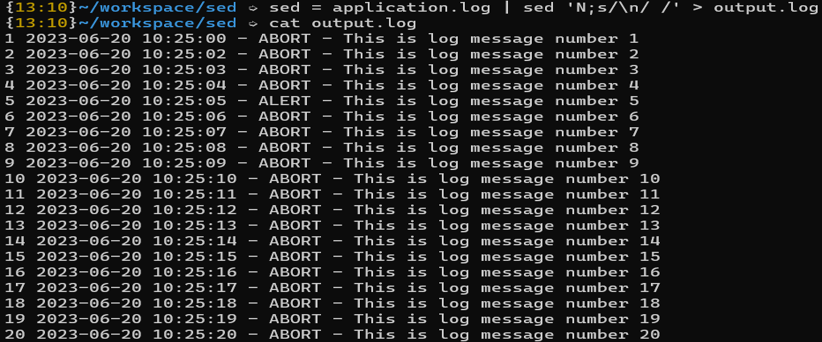 {13:10}~/workspace/sed ➭ sed = application.log | sed 'N;s/\n/ /' > output.log
{13:10}~/workspace/sed ➭ cat output.log
1 2023-06-20 10:25:00 - ABORT - This is log message number 1
2 2023-06-20 10:25:02 - ABORT - This is log message number 2
3 2023-06-20 10:25:03 - ABORT - This is log message number 3
4 2023-06-20 10:25:04 - ABORT - This is log message number 4
5 2023-06-20 10:25:05 - ALERT - This is log message number 5
6 2023-06-20 10:25:06 - ABORT - This is log message number 6
7 2023-06-20 10:25:07 - ABORT - This is log message number 7
8 2023-06-20 10:25:08 - ABORT - This is log message number 8
9 2023-06-20 10:25:09 - ABORT - This is log message number 9
10 2023-06-20 10:25:10 - ABORT - This is log message number 10
11 2023-06-20 10:25:11 - ABORT - This is log message number 11
12 2023-06-20 10:25:12 - ABORT - This is log message number 12
13 2023-06-20 10:25:13 - ABORT - This is log message number 13
14 2023-06-20 10:25:14 - ABORT - This is log message number 14
15 2023-06-20 10:25:15 - ABORT - This is log message number 15
16 2023-06-20 10:25:16 - ABORT - This is log message number 16
17 2023-06-20 10:25:17 - ABORT - This is log message number 17
18 2023-06-20 10:25:18 - ABORT - This is log message number 18
19 2023-06-20 10:25:19 - ABORT - This is log message number 19
20 2023-06-20 10:25:20 - ABORT - This is log message number 20